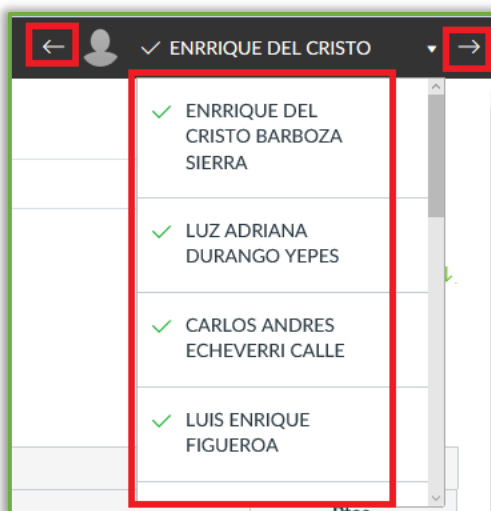 ENRRIQUE DEL CRISTO
ENRRIQUE DEL
CRISTO BARBOZA
SIERRA
LUZ ADRIANA
DURANGO YEPES
CARLOS ANDRES
ECHEVERRI CALLE
LUIS ENRIQUE
FIGUEROA